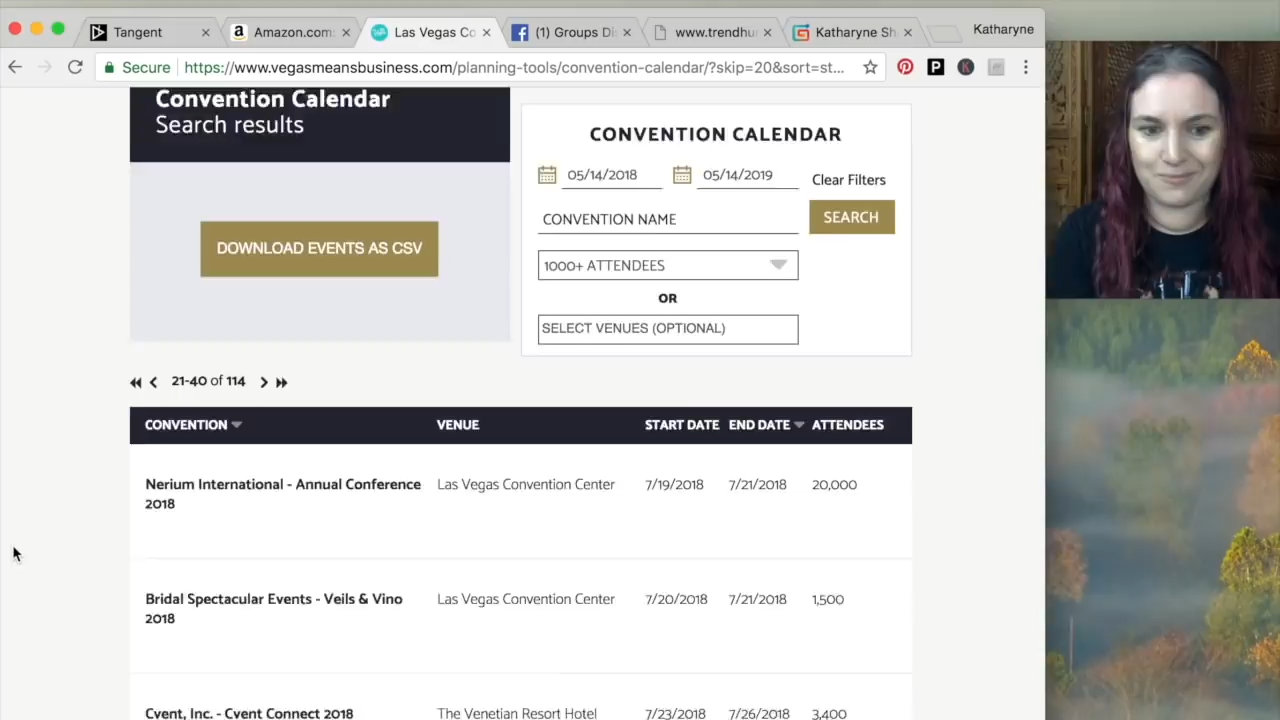 Tangent
Amazon.com:
Las Vegas Co
(1) Groups Di
www.trendhu
Katharyne Sh
Katharyne
Secure
https://www.vegasmeansbusiness.com/planning-tools/convention-calendar/?skip=20&sort=st...
Convention Calendar
Search results
DOWNLOAD EVENTS AS CSV
CONVENTION CALENDAR
05/14/2018
05/14/2019
Clear Filters
CONVENTION NAME
SEARCH
1000+ ATTENDEES
OR
SELECT VENUES (OPTIONAL)
21-40 of 114
CONVENTION VENUE START DATE END DATE ATTENDEES
Nerium International - Annual Conference 2018 Las Vegas Convention Center 7/19/2018 7/21/2018 20,000
Bridal Spectacular Events - Veils & Vino 2018 Las Vegas Convention Center 7/20/2018 7/21/2018 1,500
Cvent, Inc. - Cvent Connect 2018 The Venetian Resort Hotel 7/23/2018 7/26/2018 3,400